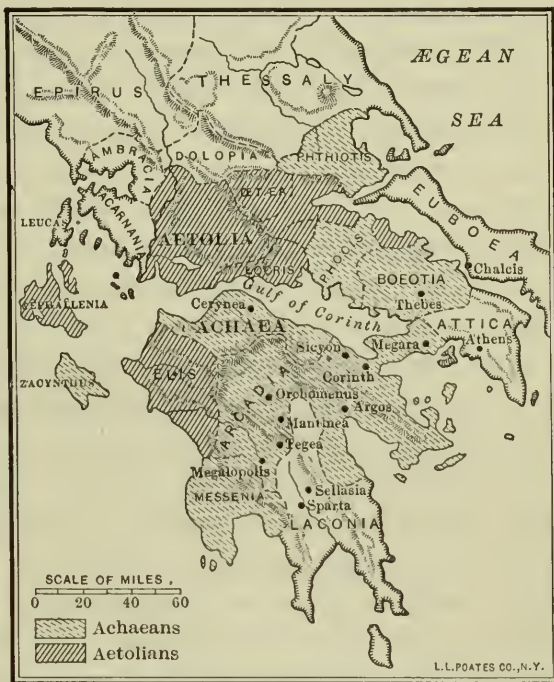 ÆGEAN
SEA
THESSALY
EPIRUS
AMBRACIA
DOLOPIA
PHTHIOTIS
ŒTEA
ACARNANIA
LEUCAS
AETOLIA
LOCRIS
PHOCIS
EUBOEA
BOEOTIA
Chalcis
Thebes
CEPHALLENIA
Gulf of Corinth
Cerynea
ACHAEA
ATTICA
Megara
Athens
Sicyon
Corinth
ZACYNTHUS
ELIS
ARCADIA
Orchomenus
Argos
Mantinea
Tegea
Megalopolis
MESSENIA
Sellasia
Sparta
LACONIA
SCALE OF MILES
0 20 40 60
Achaeans
Aetolians
L.L.POATES CO., N.Y.